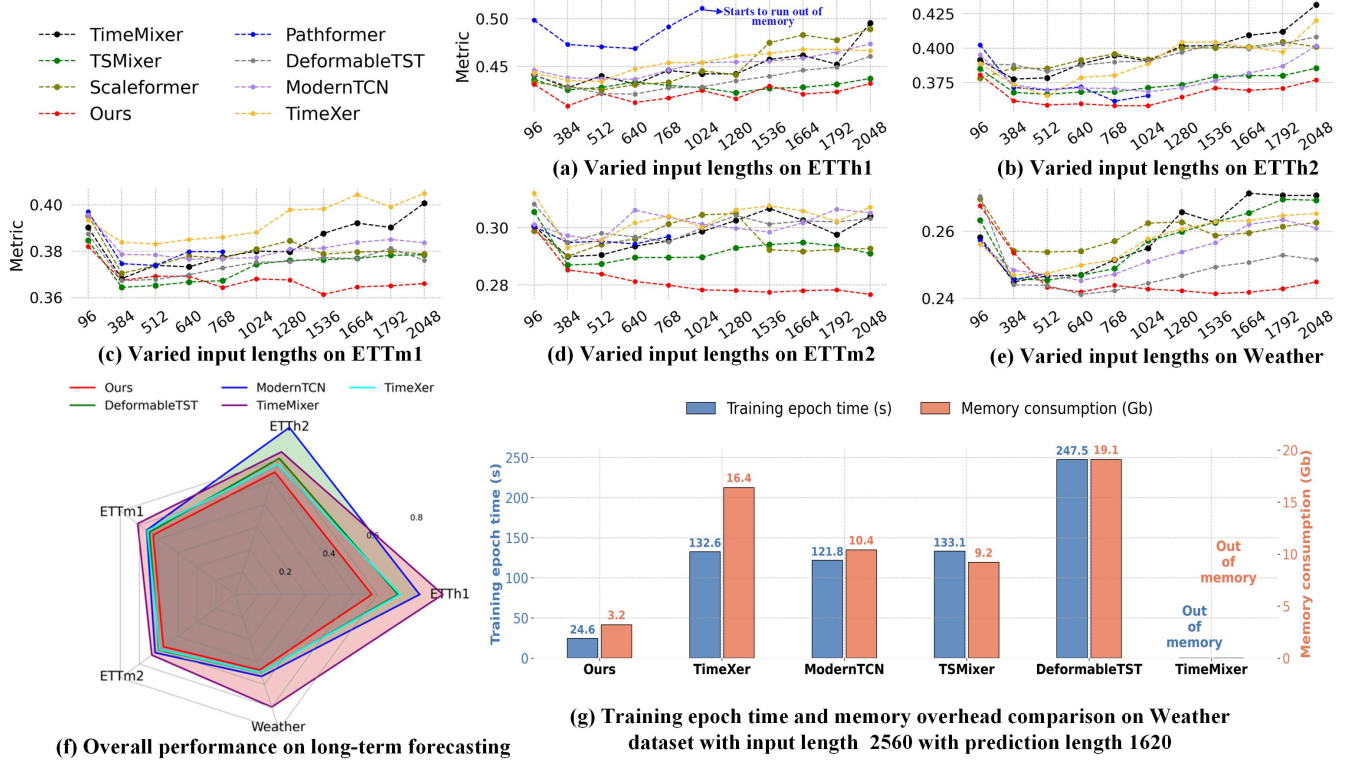 TimeMixer
TSMixer
Scaleformer
Ours
Pathformer
DeformableTST
ModernTCN
TimeXer
Metric
0.50
0.45
Starts to run out of
memory
96 384 512 640 768 1024 1280 1536 1664 1792 2048
(a) Varied input lengths on ETTh1
0.425
0.400
0.375
96 384 512 640 768 1024 1280 1536 1664 1792 2048
(b) Varied input lengths on ETTh2
Metric
0.40
0.38
0.36
96 384 512 640 768 1024 1280 1536 1664 1792 2048
(c) Varied input lengths on ETTm1
0.30
0.28
96 384 512 640 768 1024 1280 1536 1664 1792 2048
(d) Varied input lengths on ETTm2
0.26
0.24
96 384 512 640 768 1024 1280 1536 1664 1792 2048
(e) Varied input lengths on Weather
Ours
DeformableTST
ModernTCN
TimeMixer
TimeXer
ETTh2
ETTm1
0.8
0.6
0.4
0.2
ETTh1
ETTm2
Weather
(f) Overall performance on long-term forecasting
Training epoch time (s)
Memory consumption (Gb)
Training epoch time (s)
250
200
150
100
50
0
24.6 3.2
132.6 16.4
121.8 10.4
133.1 9.2
247.5 19.1
Out
of
memory
Out
of
memory
20
15
10
5
0
Memory consumption (Gb)
Ours TimeXer ModernTCN TSMixer DeformableTST TimeMixer
(g) Training epoch time and memory overhead comparison on Weather
dataset with input length 2560 with prediction length 1620